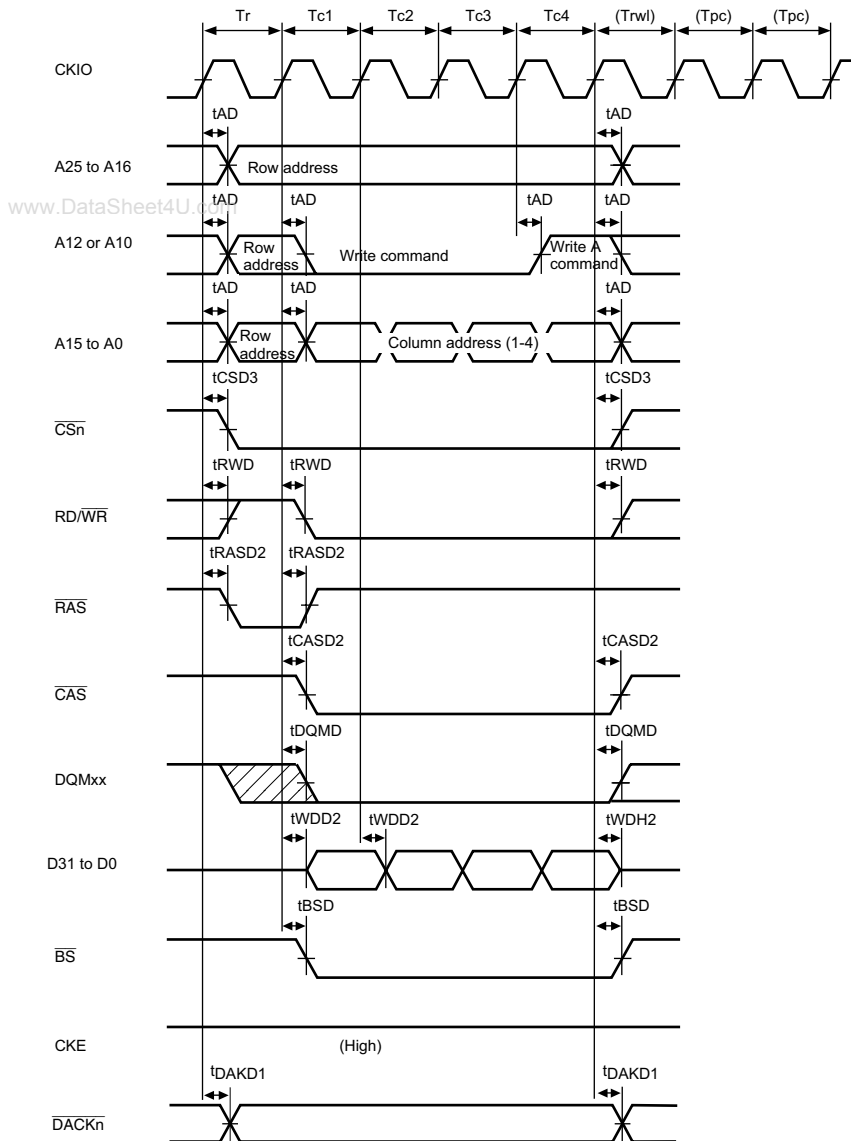 Tr Tc1 Tc2 Tc3 Tc4 (Trwl) (Tpc) (Tpc)
CKIO
tAD tAD
A25 to A16 Row address
www.DataSheet4U.com
tAD tAD tAD tAD
A12 or A10 Row address Write command Write A command
tAD tAD tAD
A15 to A0 Row address Column address (1-4)
tCSD3 tCSD3
CSn
tRWD tRWD tRWD
RD/WR
tRASD2 tRASD2
RAS
tCASD2 tCASD2
CAS
tDQMD tDQMD
DQMxx
tWDD2 tWDD2 tWDH2
D31 to D0
tBSD tBSD
BS
CKE (High)
tDAKD1 tDAKD1
DACKn